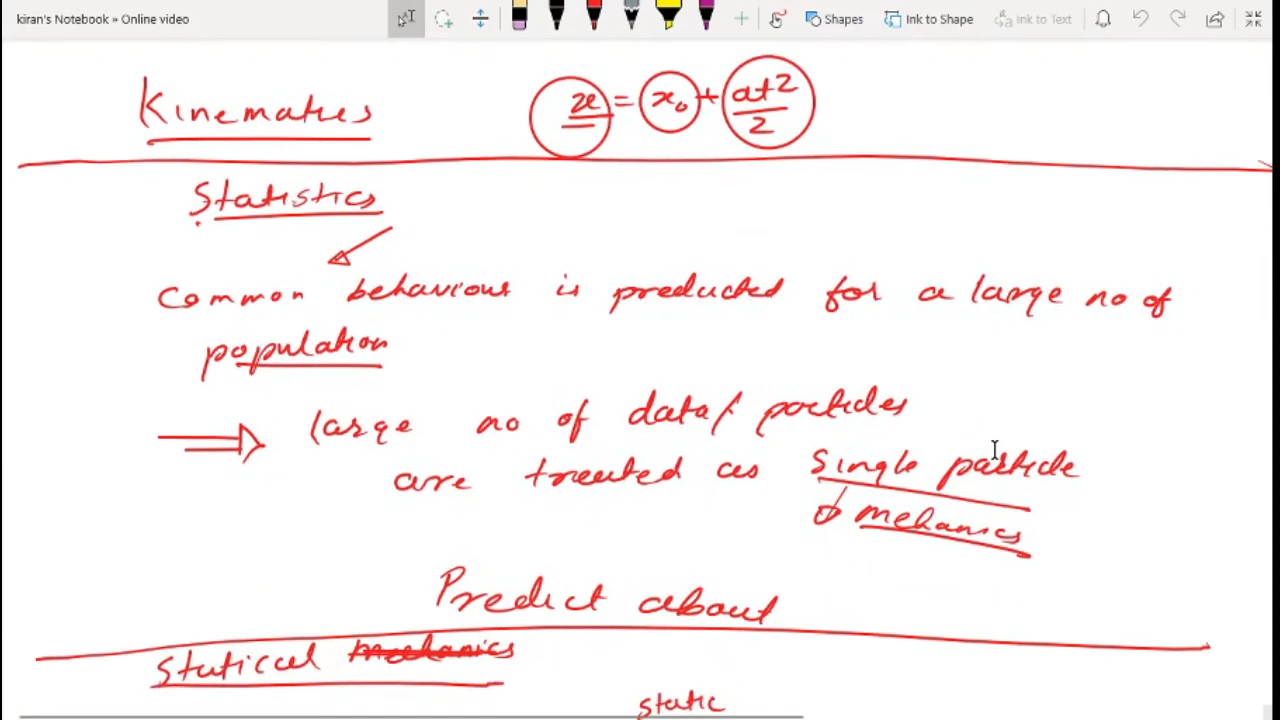 kiran's Notebook » Online video
Shapes
Ink to Shape
Ink to Text
Kinematics x = x₀ + at2/2
Statistics
Common behaviour is preducted for a large no of
population
⇒ large no of data / particles
are treated as single particle
mehanics
Predict about
Statical mechanics
static